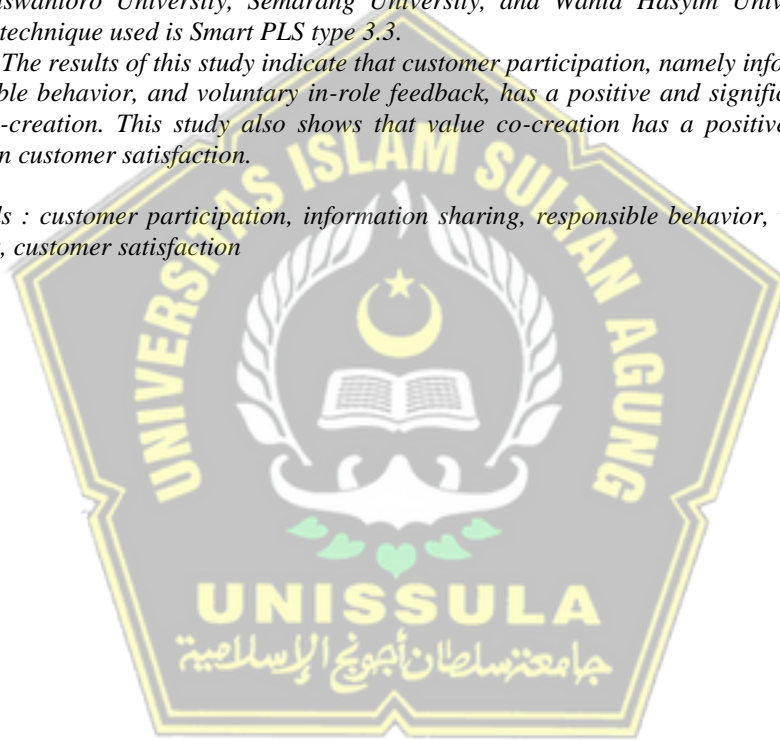 iswantoro University, Semarang University, and Wahid Hasyim Univ
technique used is Smart PLS type 3.3.
The results of this study indicate that customer participation, namely info
ble behavior, and voluntary in-role feedback, has a positive and signific
-creation. This study also shows that value co-creation has a positive
n customer satisfaction.
ls : customer participation, information sharing, responsible behavior,
, customer satisfaction
UNIVERSITAS ISLAM SULTAN AGUNG
UNISSULA
جامعة سلطان أجونج الإسلامية